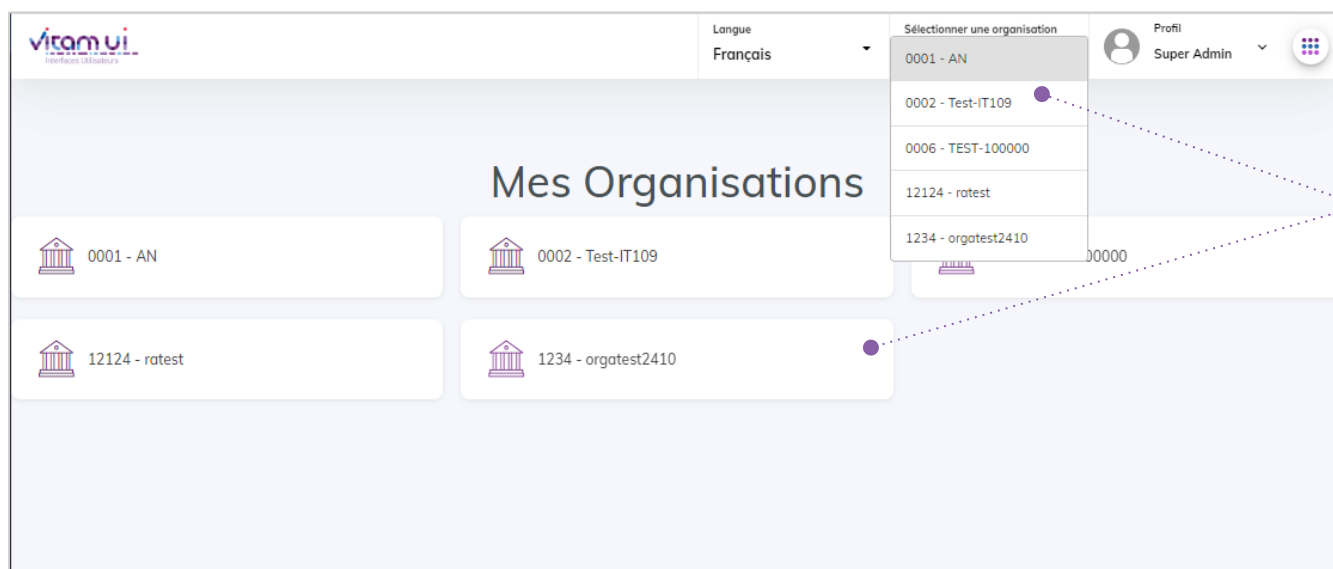 vitam ui
Interfaces Utilisateurs
Langue
Français
Sélectionner une organisation
Profil
Super Admin
0001 - AN
0002 - Test-IT109
0006 - TEST-100000
12124 - ratest
1234 - orgatest2410
Mes Organisations
0001 - AN
0002 - Test-IT109
00000
12124 - ratest
1234 - orgatest2410